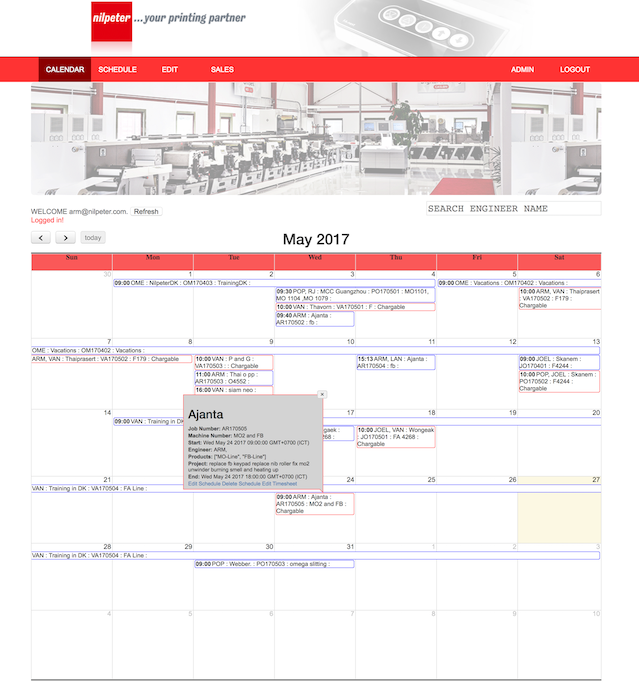 nilpeter ...your printing partner
CALENDAR SCHEDULE EDIT SALES ADMIN LOGOUT
WELCOME arm@nilpeter.com. Refresh
SEARCH ENGINEER NAME
Logged in!
< > today
May 2017
Sun Mon Tue Wed Thu Fri Sat
30 1 2 3 4 5 6
09:00 OME : NilpeterDK : OM170403 : TrainingDK :
09:00 OME : Vacations : OM170402 : Vacations :
09:30 POP, RJ : MCC Guangzhou : PO170501 : MO1101,
MO 1104 ,MO 1079 :
10:00 VAN : Thavorn : VA170501 : F : Chargable
09:40 ARM : Ajanta :
AR170502 : fb :
10:00 ARM, VAN : Thaiprasert
: VA170502 : F179 :
Chargable
7 8 9 10 11 12 13
OME : Vacations : OM170402 : Vacations :
ARM, VAN : Thaiprasert : VA170502 : F179 : Chargable
10:00 VAN : P and G :
VA170503 : : Chargable
11:00 ARM : Thai o pp :
AR170503 : O4552 :
16:00 VAN : siam neo :
15:13 ARM, LAN : Ajanta :
AR170504 : fb :
09:00 JOEL : Skanem :
JO170401 : F4244 :
10:00 POP, JOEL : Skanem :
PO170502 : F4244 :
Chargable
14 17 18 19 20
09:00 VAN : Training in DK
gaek :
4268 :
10:00 JOEL, VAN : Wongeak
: JO170501 : FA 4268 :
Chargable
×
Ajanta
Job Number: AR170505
Machine Number: MO2 and FB
Start: Wed May 24 2017 09:00:00 GMT+0700 (ICT)
Engineer: ARM,
Products: ["MO-Line", "FB-Line"]
Project: replace fb keypad replace nib roller fix mo2
unwinder burning smell and heating up
End: Wed May 24 2017 18:00:00 GMT+0700 (ICT)
Edit Schedule Delete Schedule Edit Timesheet
21 24 25 26 27
VAN : Training in DK : VA170504 : FA Line :
09:00 ARM : Ajanta :
AR170505 : MO2 and FB :
Chargable
28 29 30 31 1 2 3
VAN : Training in DK : VA170504 : FA Line :
09:00 POP : Webber. : PO170503 : omega slitting :
4 5 6 7 8 9 10